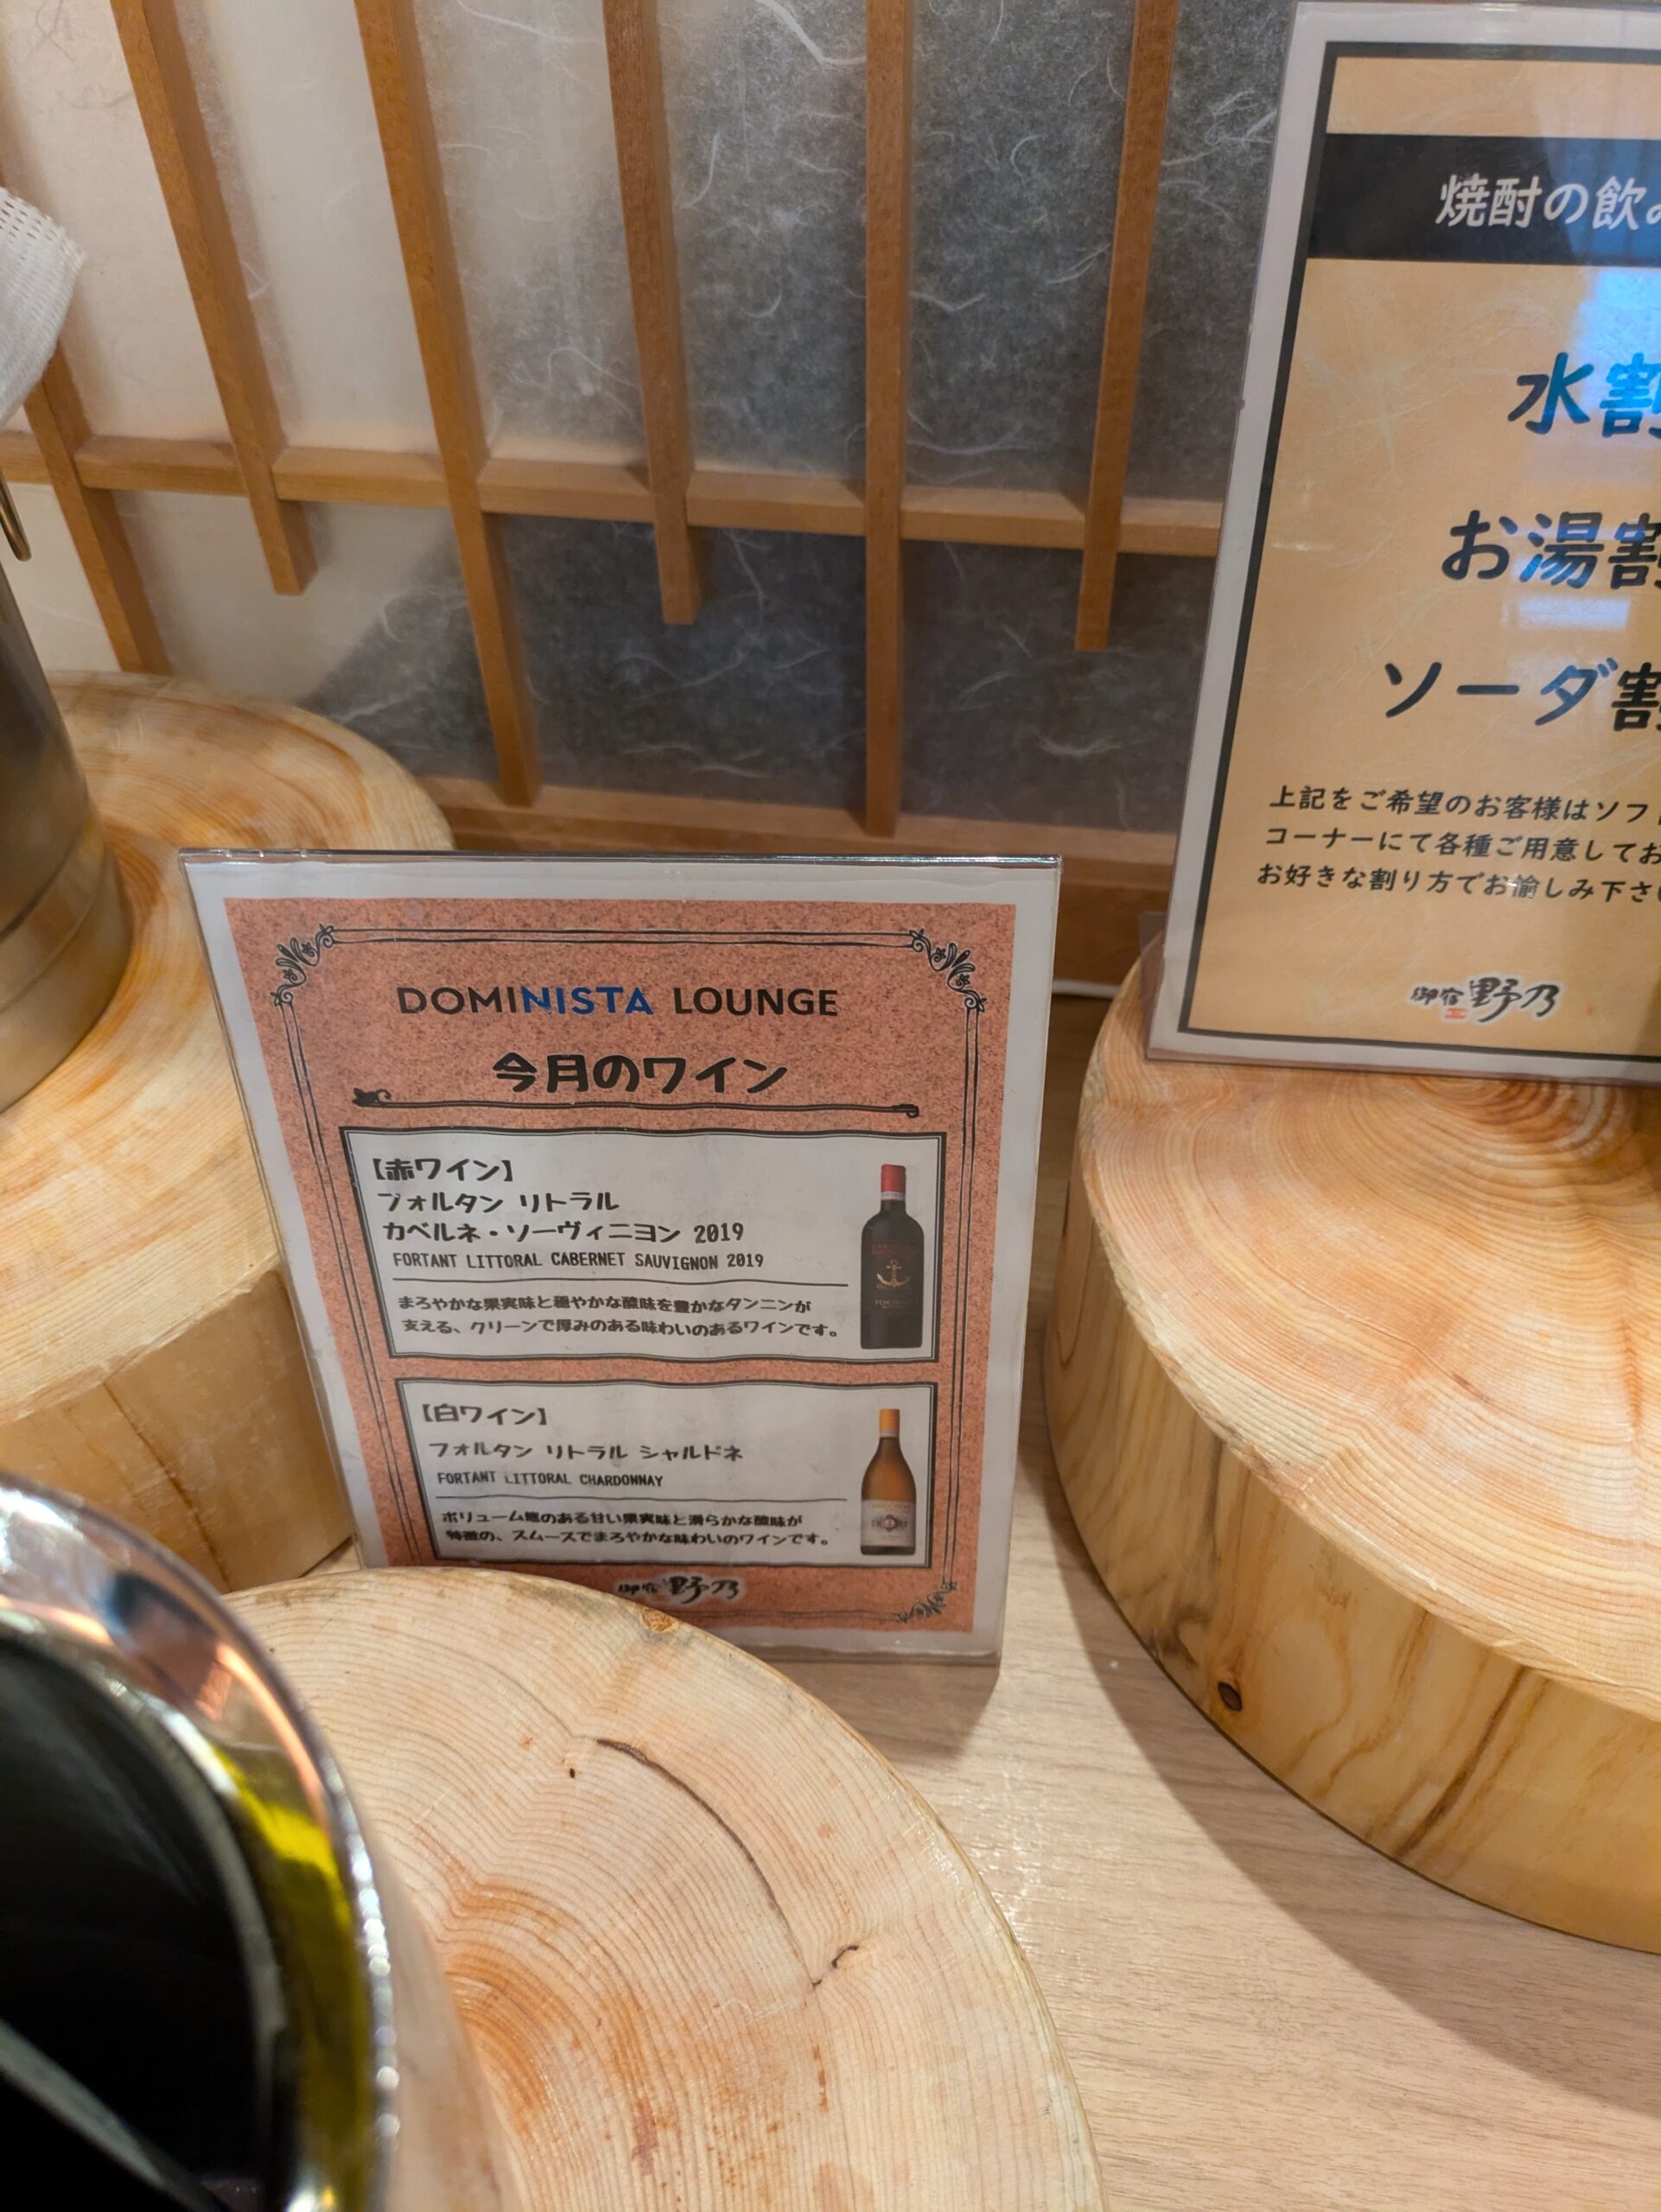 DOMINISTA LOUNGE
今月のワイン
【赤ワイン】
フォルタン リトラル
カベルネ・ソーヴィニヨン 2019
FORTANT LITTORAL CABERNET SAUVIGNON 2019
まろやかな果実味と穏やかな酸味を豊かなタンニンが
支える、クリーンで厚みのある味わいのあるワインです。
【白ワイン】
フォルタン リトラル シャルドネ
FORTANT LITTORAL CHARDONNAY
ボリューム感のある甘い果実味と滑らかな酸味が
特徴の、スムースでまろやかな味わいのワインです。
御宿 野乃
焼酎の飲み
水割
お湯割
ソーダ割
上記をご希望のお客様はソフト
コーナーにて各種ご用意してお
お好きな割り方でお愉しみ下さい
御宿 野乃